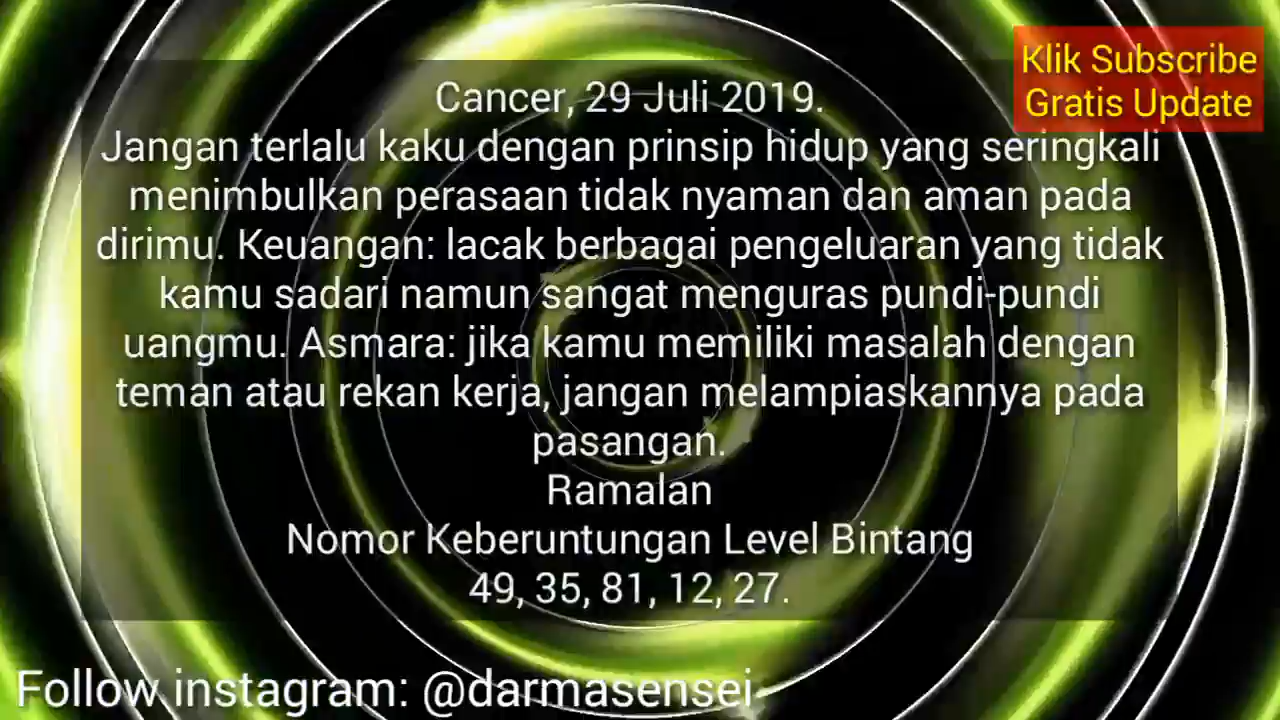 Klik Subscribe
Gratis Update
Cancer, 29 Juli 2019.
Jangan terlalu kaku dengan prinsip hidup yang seringkali
menimbulkan perasaan tidak nyaman dan aman pada
dirimu. Keuangan: lacak berbagai pengeluaran yang tidak
kamu sadari namun sangat menguras pundi-pundi
uangmu. Asmara: jika kamu memiliki masalah dengan
teman atau rekan kerja, jangan melampiaskannya pada
pasangan.
Ramalan
Nomor Keberuntungan Level Bintang
49, 35, 81, 12, 27.
Follow instagram: @darmasensei